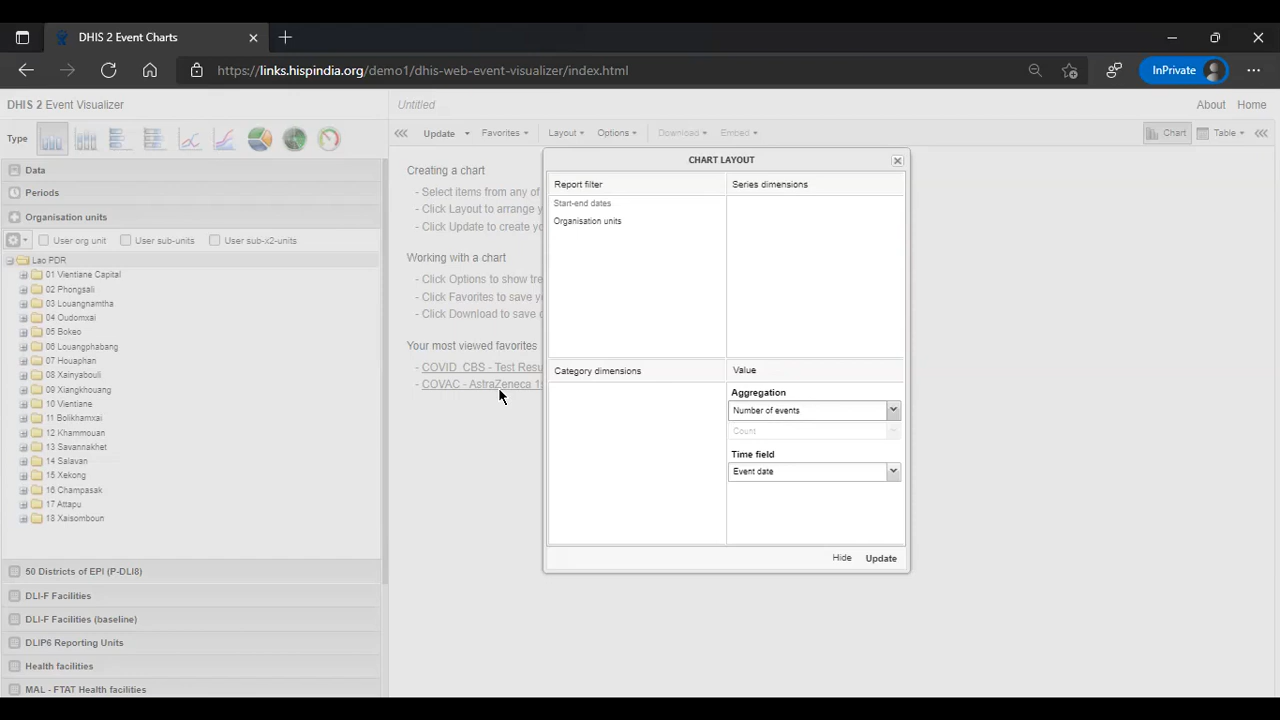 DHIS 2 Event Charts
https://links.hispindia.org/demo1/dhis-web-event-visualizer/index.html
InPrivate
DHIS 2 Event Visualizer
Untitled
About Home
Type
Update Favorites Layout Options Download Embed
Chart Table
Data
Periods
Organisation units
User org unit User sub-units User sub-x2-units
Lao PDR
01 Vientiane Capital
02 Phongsali
03 Louangnamtha
04 Oudomxai
05 Bokeo
06 Louangphabang
07 Houaphan
08 Xainyabouli
09 Xiangkhouang
10 Vientiane
11 Bolikhamxai
12 Khammouan
13 Savannakhet
14 Salavan
15 Xekong
16 Champasak
17 Attapu
18 Xaisomboun
50 Districts of EPI (P-DLI8)
DLI-F Facilities
DLI-F Facilities (baseline)
DLIP6 Reporting Units
Health facilities
MAL - FTAT Health facilities
Creating a chart
- Select items from any of
- Click Layout to arrange
- Click Update to create
Working with a chart
- Click Options to show
- Click Favorites to save
- Click Download to save
Your most viewed favorites
- COVID_CBS - Test
- COVAC - AstraZeneca
CHART LAYOUT
Report filter
Start-end dates
Organisation units
Series dimensions
Category dimensions
Value
Aggregation
Number of events
Count
Time field
Event date
Hide Update